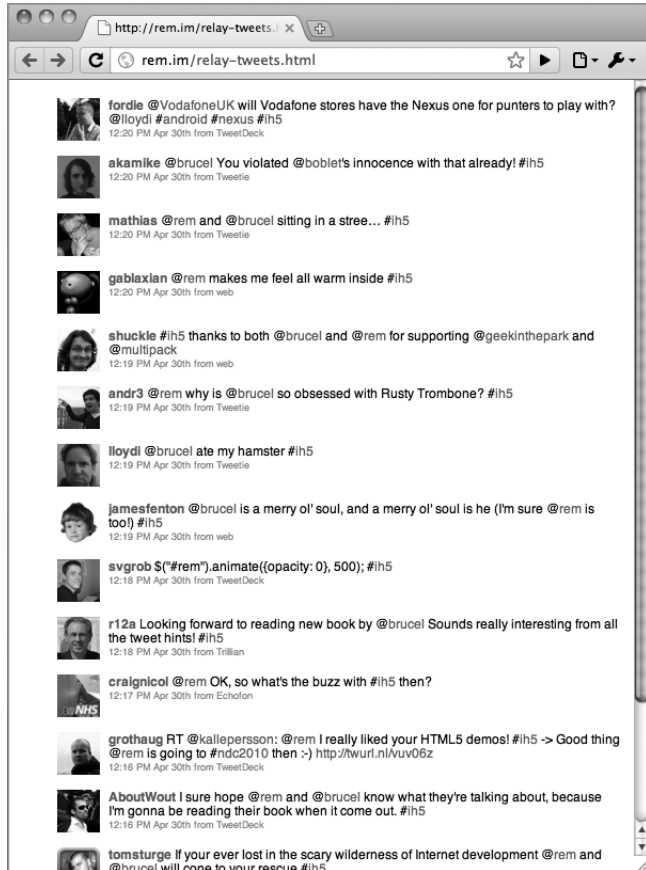 http://rem.im/relay-tweets.
rem.im/relay-tweets.html
fordie @VodafoneUK will Vodafone stores have the Nexus one for punters to play with?
@lloydi #android #nexus #ih5
12:20 PM Apr 30th from TweetDeck
akamike @brucel You violated @boblet's innocence with that already! #ih5
12:20 PM Apr 30th from Tweetie
mathias @rem and @brucel sitting in a stree... #ih5
12:20 PM Apr 30th from Tweetie
gablaxian @rem makes me feel all warm inside #ih5
12:20 PM Apr 30th from web
shuckle #ih5 thanks to both @brucel and @rem for supporting @geekinthepark and
@multipack
12:19 PM Apr 30th from web
andr3 @rem why is @brucel so obsessed with Rusty Trombone? #ih5
12:19 PM Apr 30th from Tweetie
lloydi @brucel ate my hamster #ih5
12:19 PM Apr 30th from Tweetie
jamesfenton @brucel is a merry ol' soul, and a merry ol' soul is he (I'm sure @rem is
too!) #ih5
12:19 PM Apr 30th from web
svgrob $("#rem").animate({opacity: 0}, 500); #ih5
12:18 PM Apr 30th from TweetDeck
r12a Looking forward to reading new book by @brucel Sounds really interesting from all
the tweet hints! #ih5
12:18 PM Apr 30th from Trillian
craignicol @rem OK, so what's the buzz with #ih5 then?
12:17 PM Apr 30th from Echofon
NHS
grothaug RT @kallepersson: @rem I really liked your HTML5 demos! #ih5 -> Good thing
@rem is going to #ndc2010 then :-) http://twurl.nl/vuv06z
12:16 PM Apr 30th from TweetDeck
AboutWout I sure hope @rem and @brucel know what they're talking about, because
I'm gonna be reading their book when it come out. #ih5
12:16 PM Apr 30th from TweetDeck
tomsturge If your ever lost in the scary wilderness of Internet development @rem and
@brucel will cone to your rescue #ih5